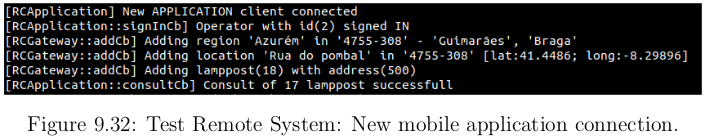 [RCApplication] New APPLICATION client connected
[RCApplication::signInCb] Operator with id(2) signed IN
[RCGateway::addCb] Adding region 'Azurém' in '4755-308' - 'Guimarães', 'Braga'
[RCGateway::addCb] Adding location 'Rua do pombal' in '4755-308' [lat:41.4486; long:-8.29896]
[RCGateway::addCb] Adding lamppost(18) with address(500)
[RCApplication::consultCb] Consult of 17 lamppost successfull
Figure 9.32: Test Remote System: New mobile application connection.